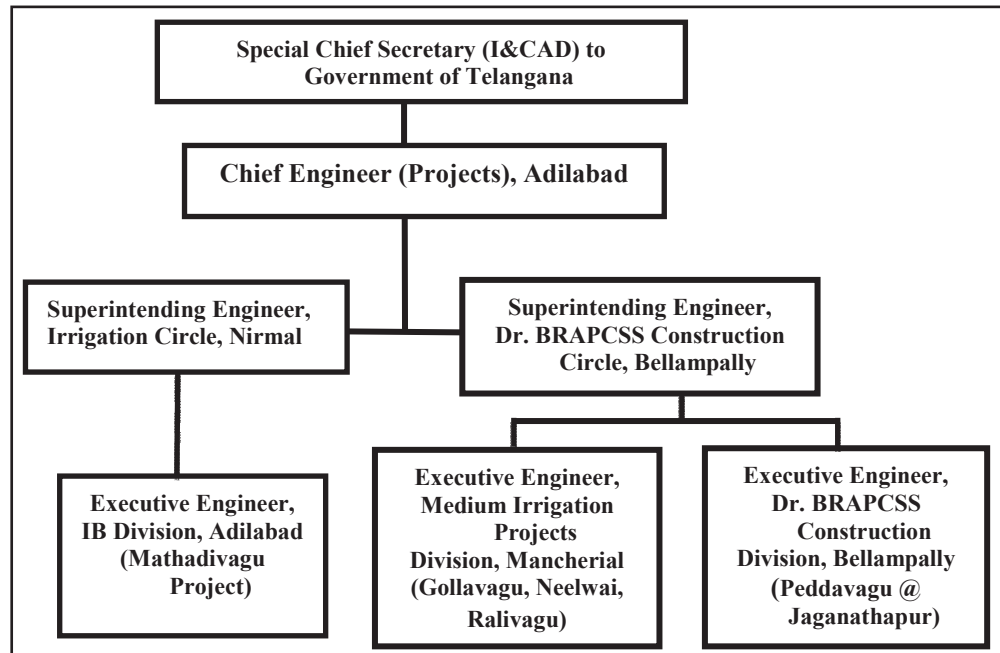 Special Chief Secretary (I&CAD) to
Government of Telangana
Chief Engineer (Projects), Adilabad
Superintending Engineer,
Irrigation Circle, Nirmal
Superintending Engineer,
Dr. BRAPCSS Construction
Circle, Bellampally
Executive Engineer,
IB Division, Adilabad
(Mathadivagu
Project)
Executive Engineer,
Medium Irrigation
Projects
Division, Mancherial
(Gollavagu, Neelwai,
Ralivagu)
Executive Engineer,
Dr. BRAPCSS
Construction
Division, Bellampally
(Peddavagu @
Jaganathapur)